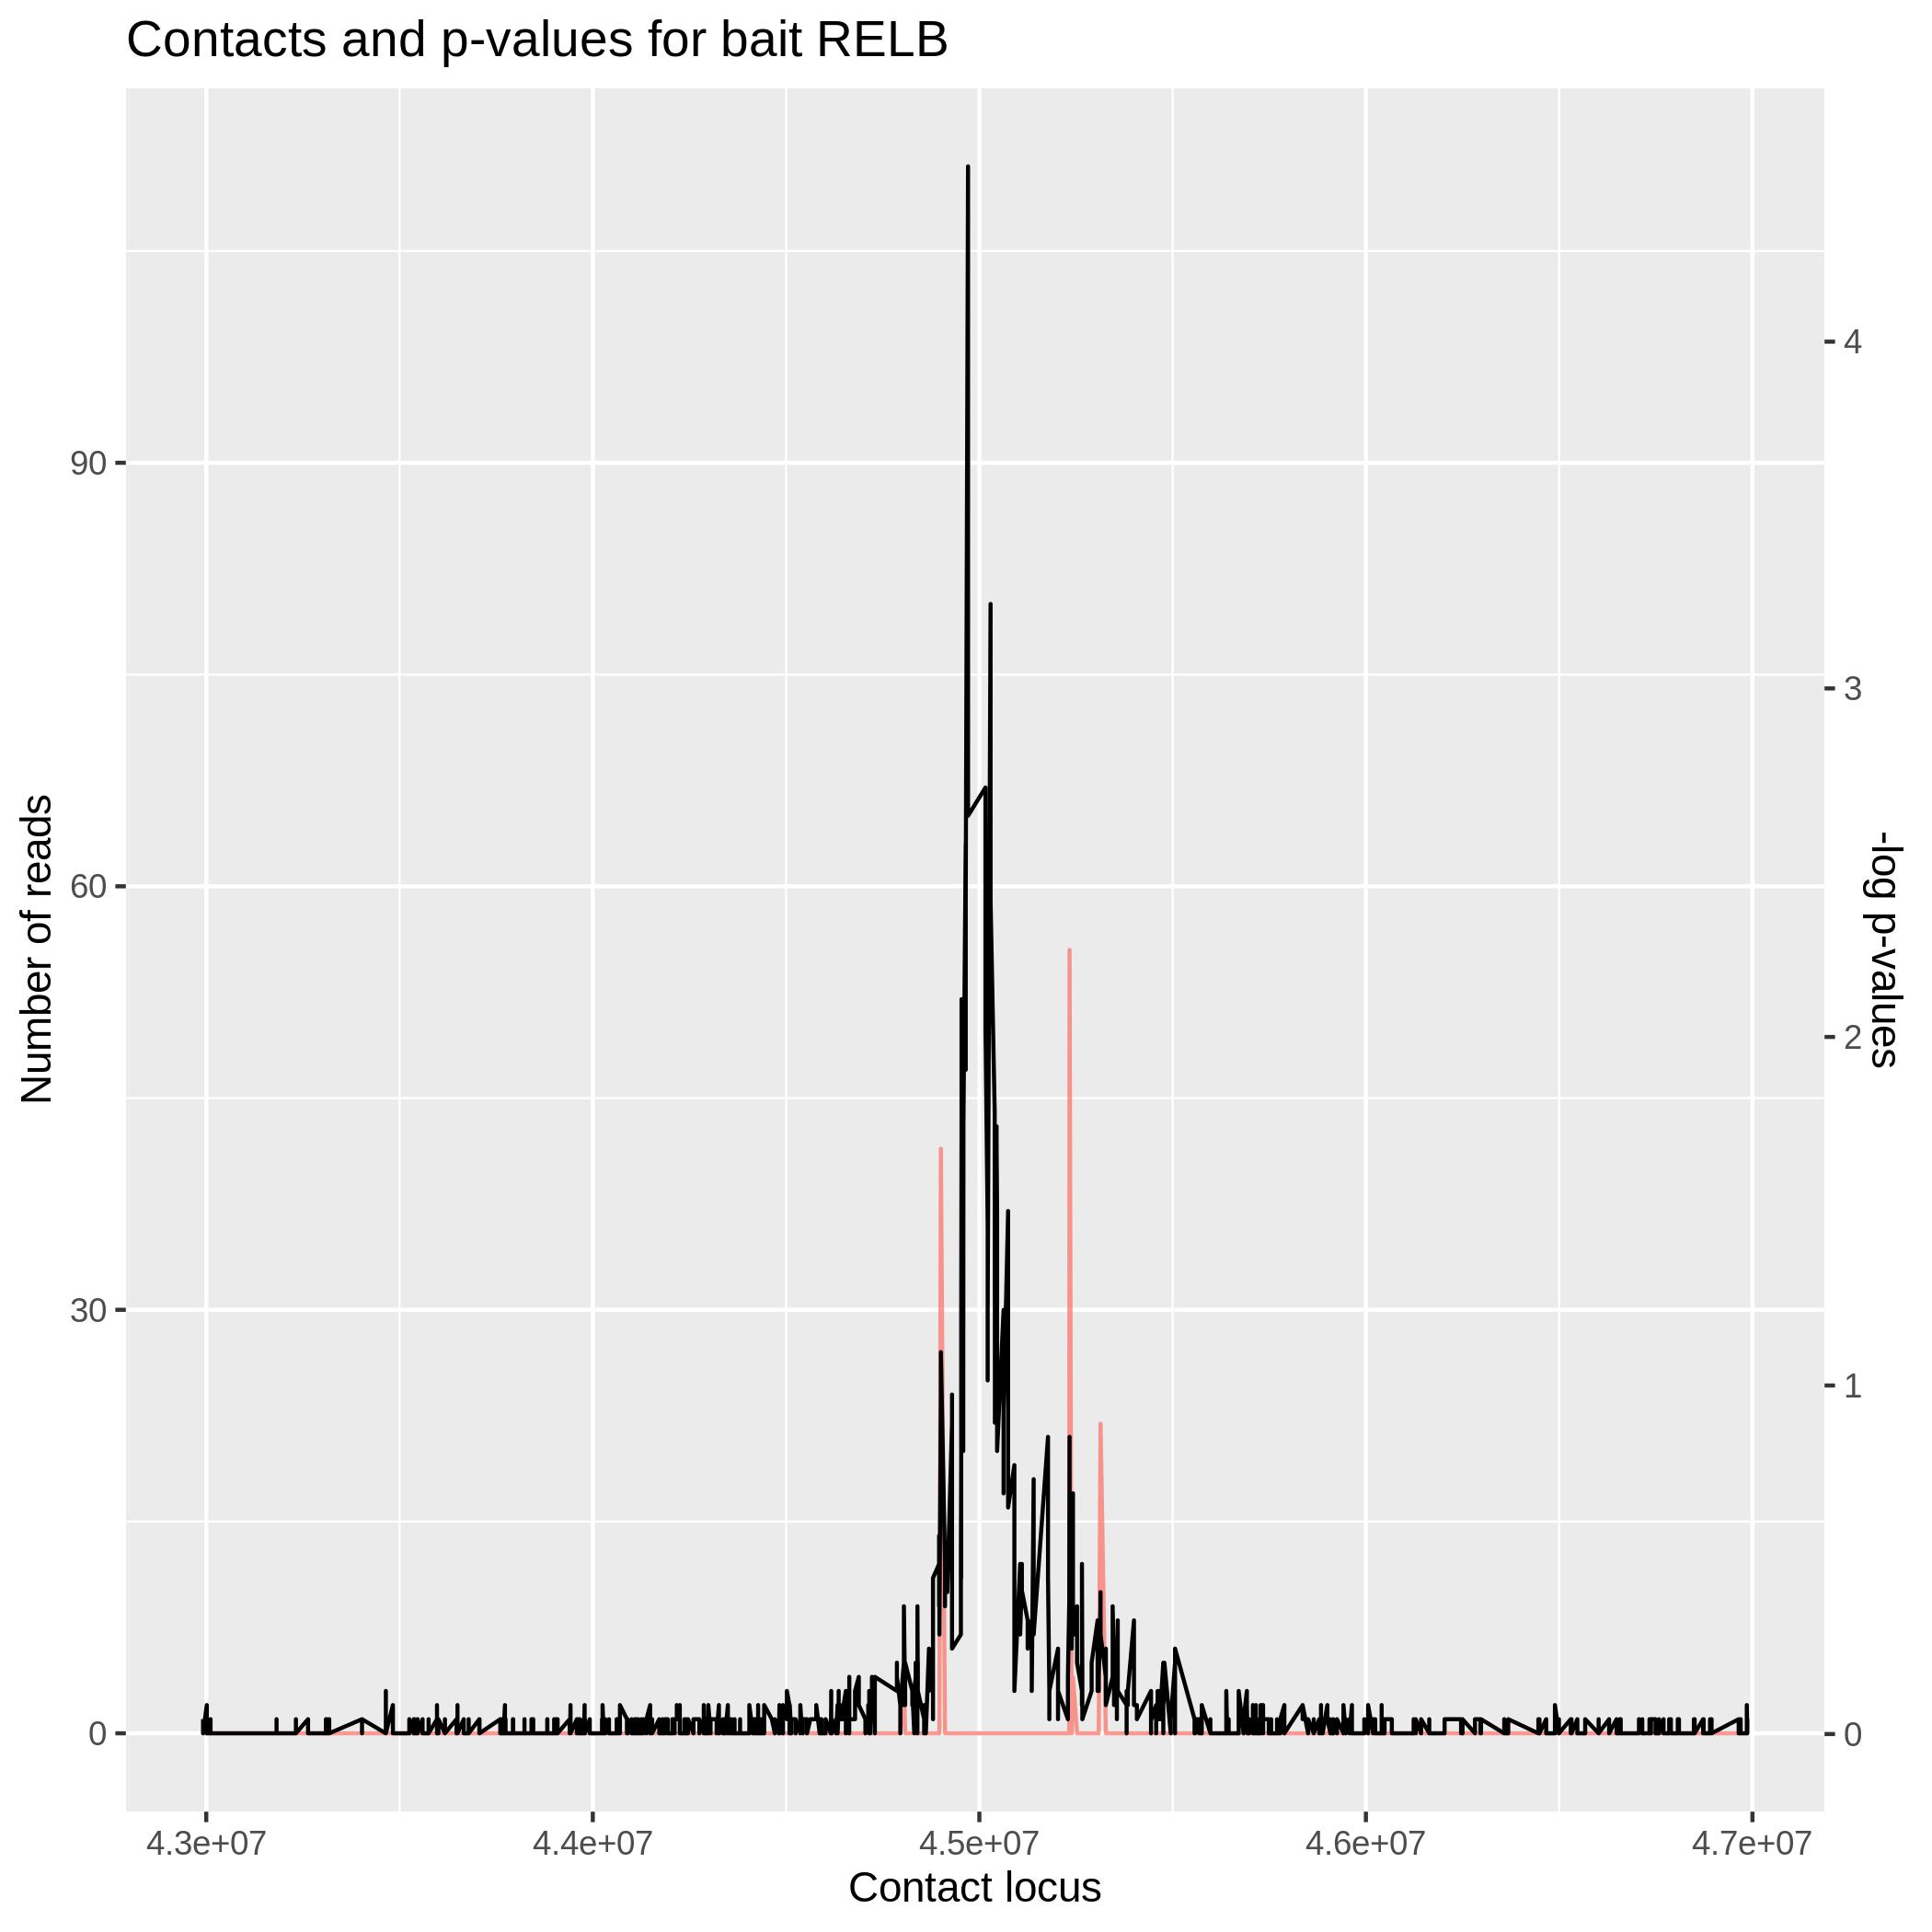 Contacts and p-values for bait RELB
Number of reads
90
60
30
0
4
3
2
1
0
-log p-values
4.3e+07 4.4e+07 4.5e+07 4.6e+07 4.7e+07
Contact locus